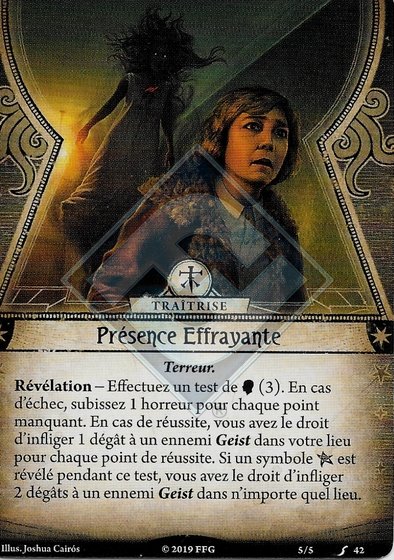 TRAÎTRISE
Présence Effrayante
Terreur.
Révélation – Effectuez un test de (3). En cas
d'échec, subissez 1 horreur pour chaque point
manquant. En cas de réussite, vous avez le droit
d'infliger 1 dégât à un ennemi Geist dans votre lieu
pour chaque point de réussite. Si un symbole est
révélé pendant ce test, vous avez le droit d'infliger
2 dégâts à un ennemi Geist dans n'importe quel lieu.
Illus. Joshua Cairós © 2019 FFG 5/5 42